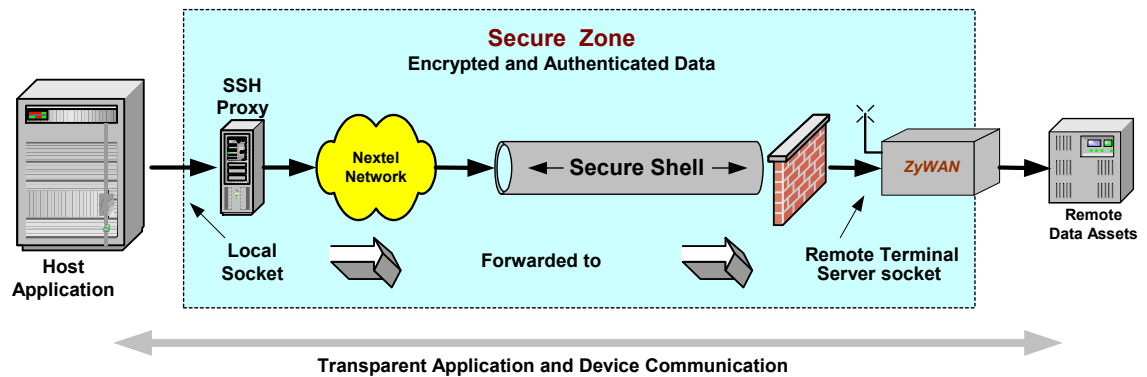 Secure Zone
Encrypted and Authenticated Data
SSH
Proxy
Nextel
Network
Secure Shell
ZyWAN
Local
Socket
Forwarded to
Remote Terminal
Server socket
Host
Application
Remote
Data Assets
Transparent Application and Device Communication